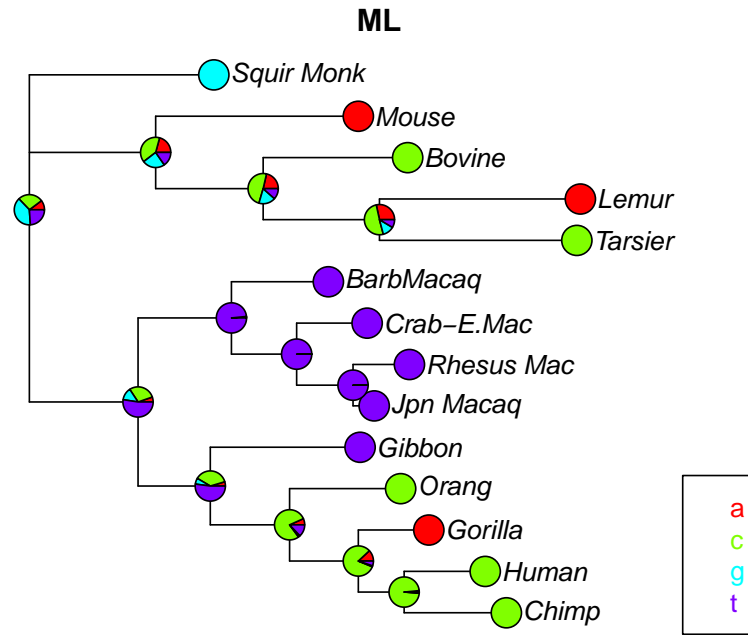 ML
Squir Monk
Mouse
Bovine
Lemur
Tarsier
BarbMacaq
Crab−E.Mac
Rhesus Mac
Jpn Macaq
Gibbon
Orang
Gorilla
Human
Chimp
a
c
g
t